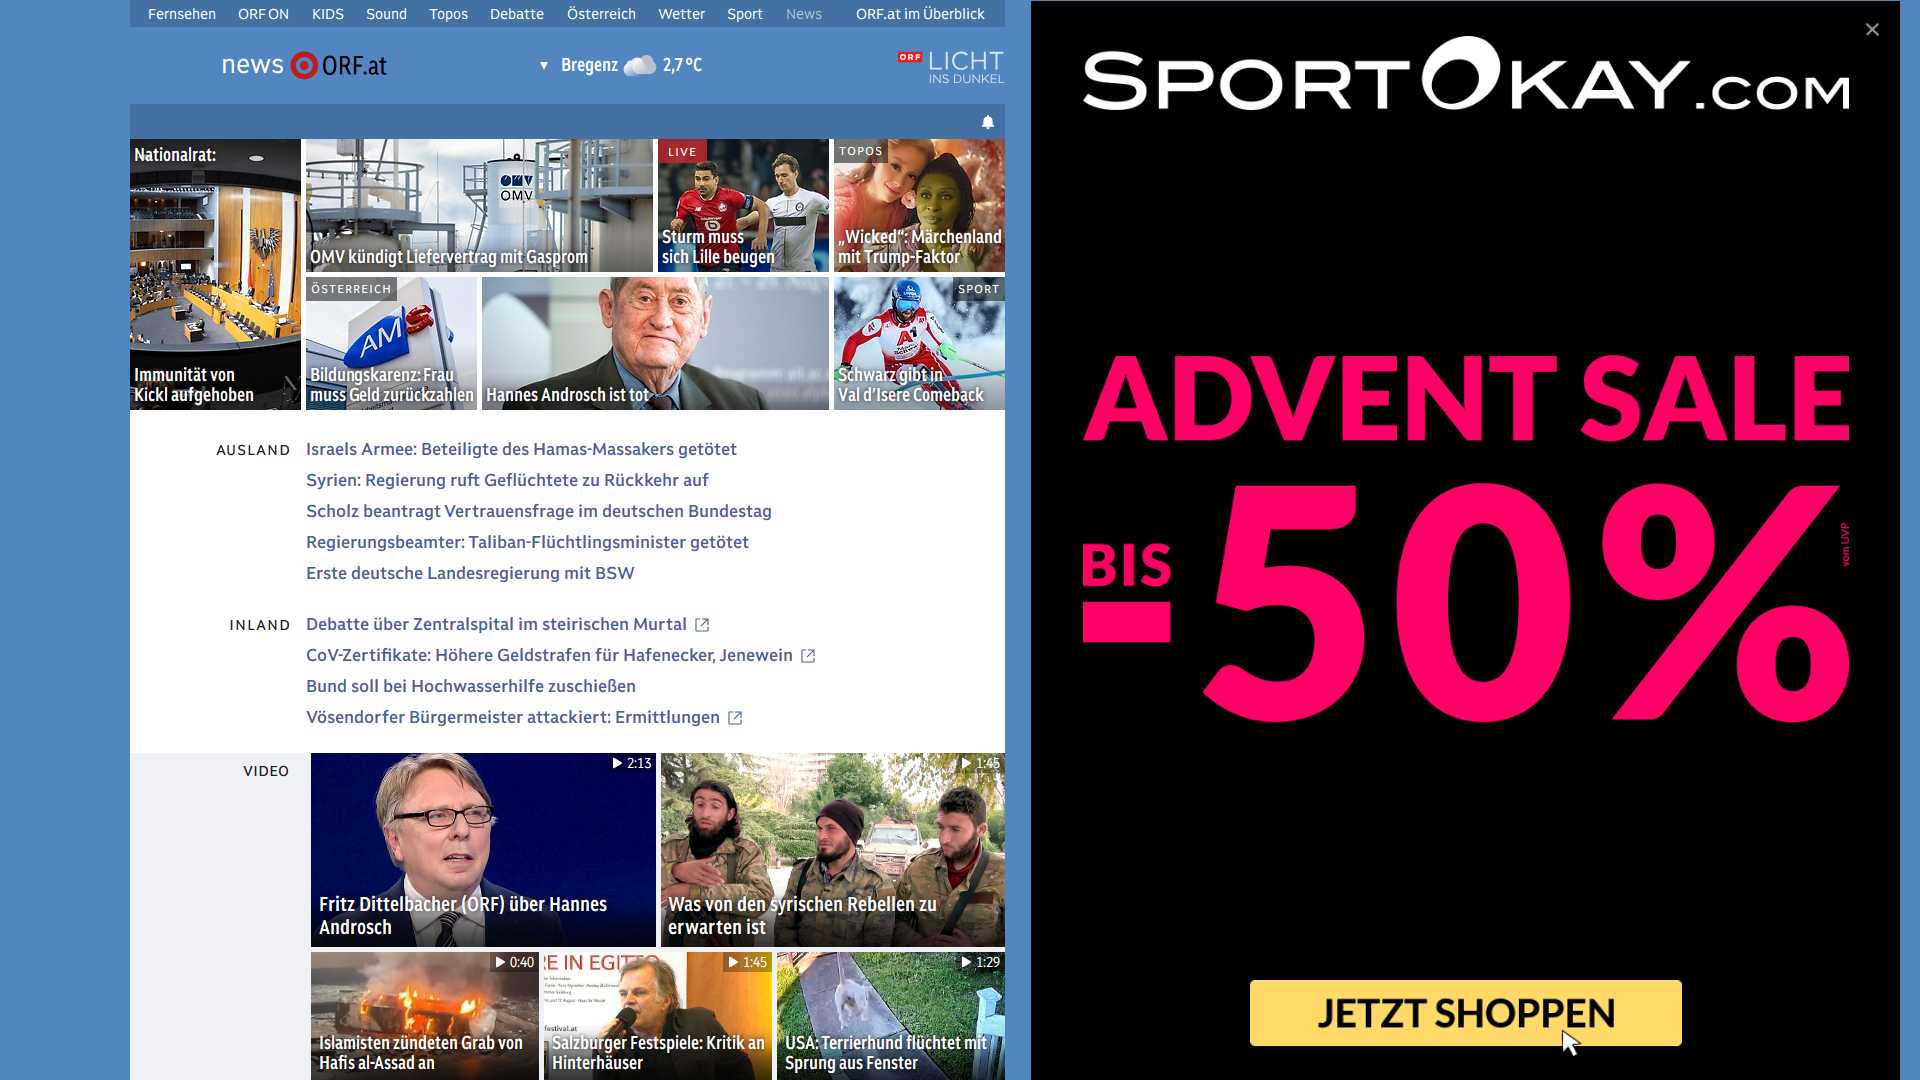 Fernsehen ORF ON KIDS Sound Topos Debatte Österreich Wetter Sport News ORF.at im Überblick
news ORF.at
Bregenz 2,7 °C
ORF LICHT
INS DUNKEL
Nationalrat:
Immunität von
Kickl aufgehoben
OMV
OMV kündigt Liefervertrag mit Gasprom
LIVE
Sturm muss
sich Lille beugen
TOPOS
„Wicked“: Märchenland
mit Trump-Faktor
ÖSTERREICH
AMS
Bildungskarenz: Frau
muss Geld zurückzahlen
Hannes Androsch ist tot
SPORT
Schwarz gibt in
Val d’Isere Comeback
AUSLAND
Israels Armee: Beteiligte des Hamas-Massakers getötet
Syrien: Regierung ruft Geflüchtete zu Rückkehr auf
Scholz beantragt Vertrauensfrage im deutschen Bundestag
Regierungsbeamter: Taliban-Flüchtlingsminister getötet
Erste deutsche Landesregierung mit BSW
INLAND
Debatte über Zentralspital im steirischen Murtal
CoV-Zertifikate: Höhere Geldstrafen für Hafenecker, Jenewein
Bund soll bei Hochwasserhilfe zuschießen
Vösendorfer Bürgermeister attackiert: Ermittlungen
VIDEO
2:13
Fritz Dittelbacher (ORF) über Hannes
Androsch
1:45
Was von den syrischen Rebellen zu
erwarten ist
0:40
Islamisten zündeten Grab von
Hafis al-Assad an
RE IN EGITTO
1:45
festival.at
Salzburger Festspiele: Kritik an
Hinterhäuser
1:29
USA: Terrierhund flüchtet mit
Sprung aus Fenster
SPORTOKAY.COM
ADVENT SALE
BIS
-50%
vom UVP
JETZT SHOPPEN